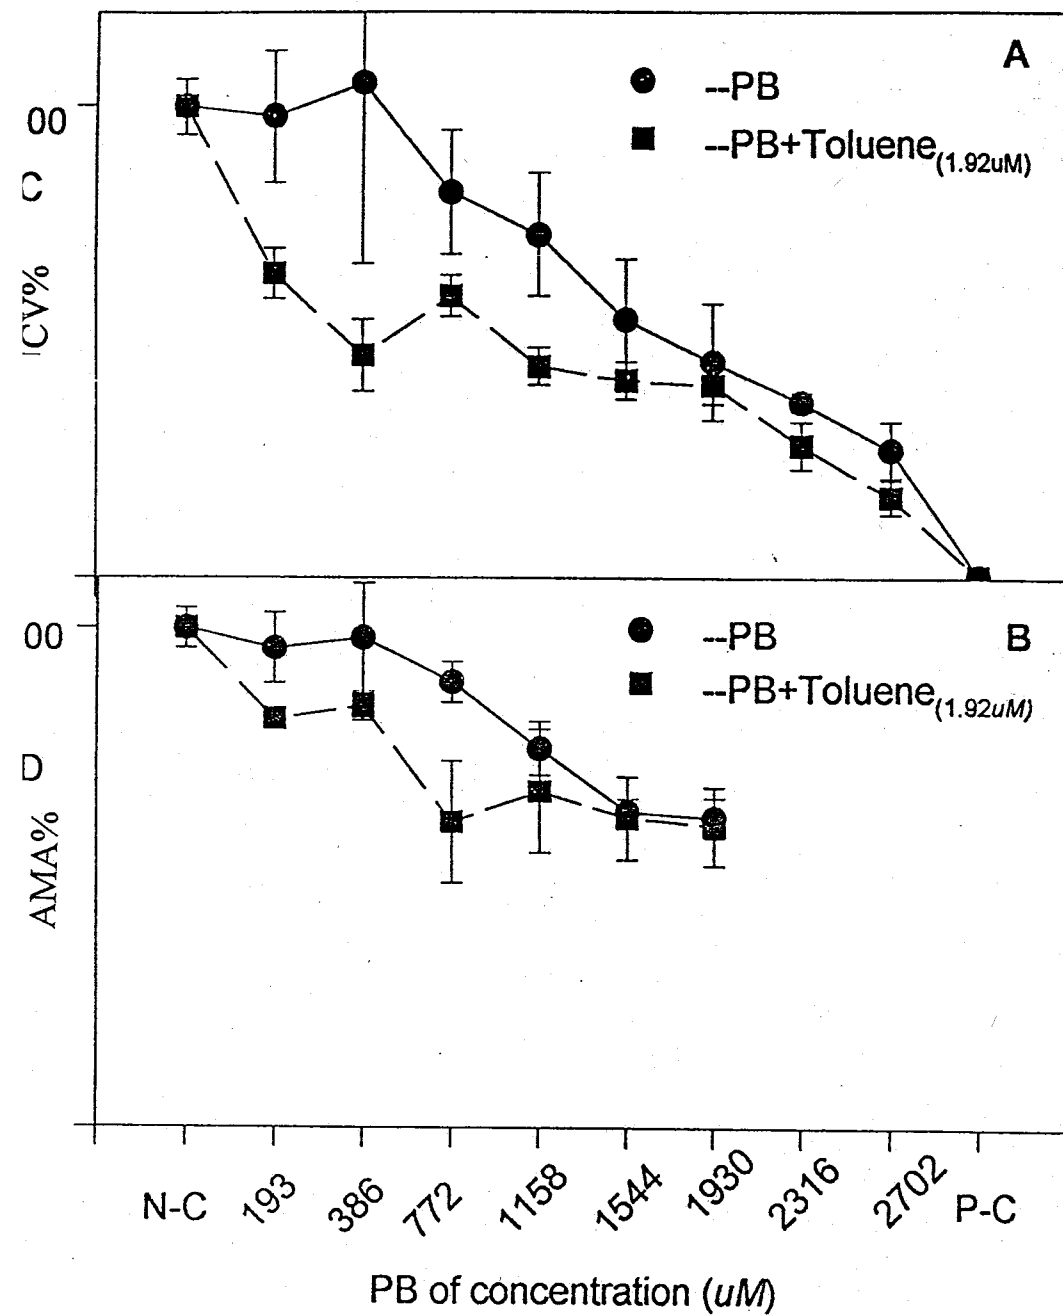 A
--PB
00
--PB+Toluene(1.92uM)
C
CV%
B
--PB
00
--PB+Toluene(1.92uM)
D
AMA%
N-C 193 386 772 1158 1544 1930 2316 2702 P-C
PB of concentration (uM)